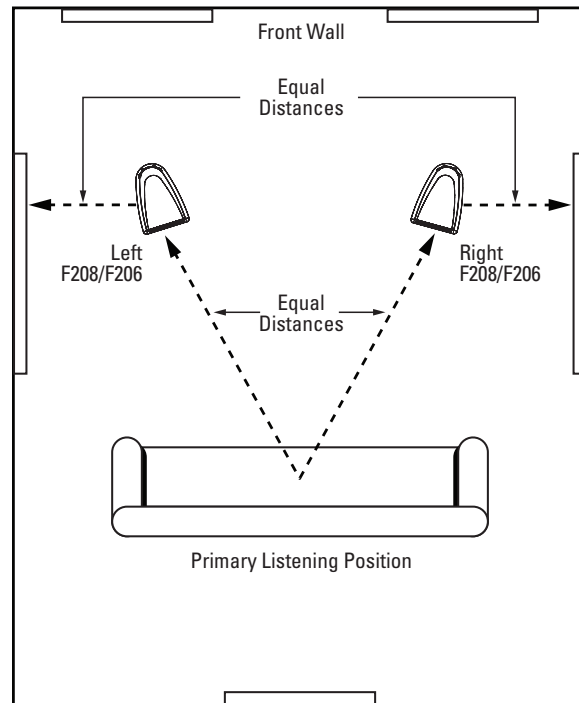 Front Wall
Equal
Distances
Left
F208/F206
Right
F208/F206
Equal
Distances
Primary Listening Position